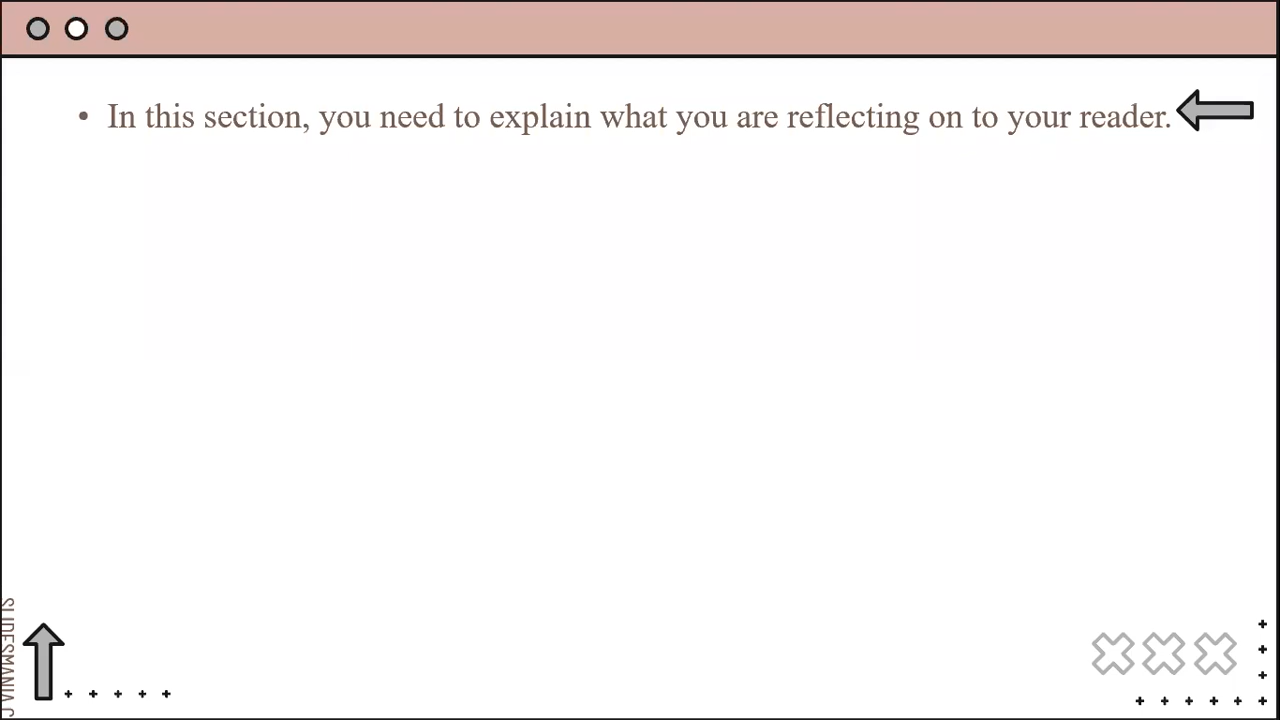 • In this section, you need to explain what you are reflecting on to your reader.
SLIDESMANIA.C